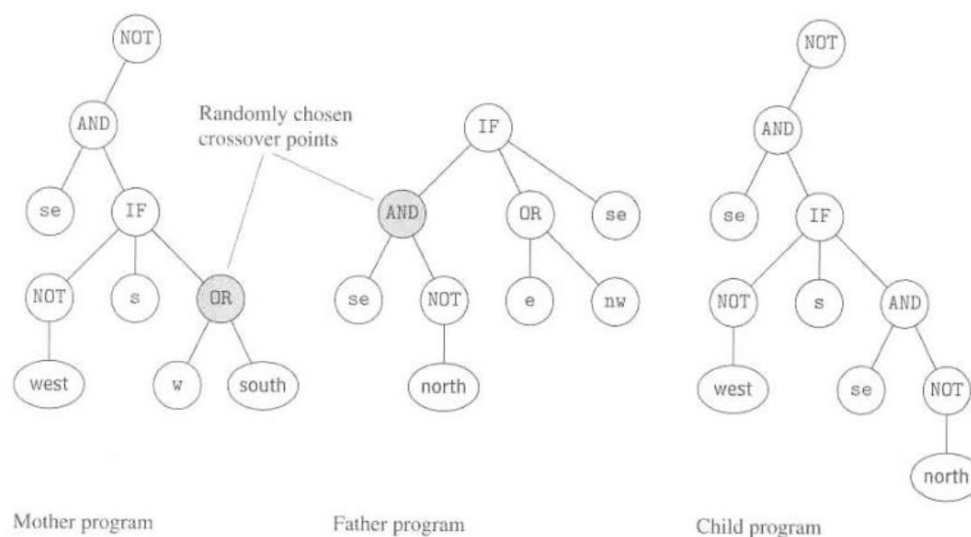 NOT
AND
se
IF
NOT
s
OR
west
w
south
Randomly chosen
crossover points
IF
AND
OR
se
se
NOT
e
nw
north
NOT
AND
se
IF
NOT
s
AND
west
se
NOT
north
Mother program
Father program
Child program